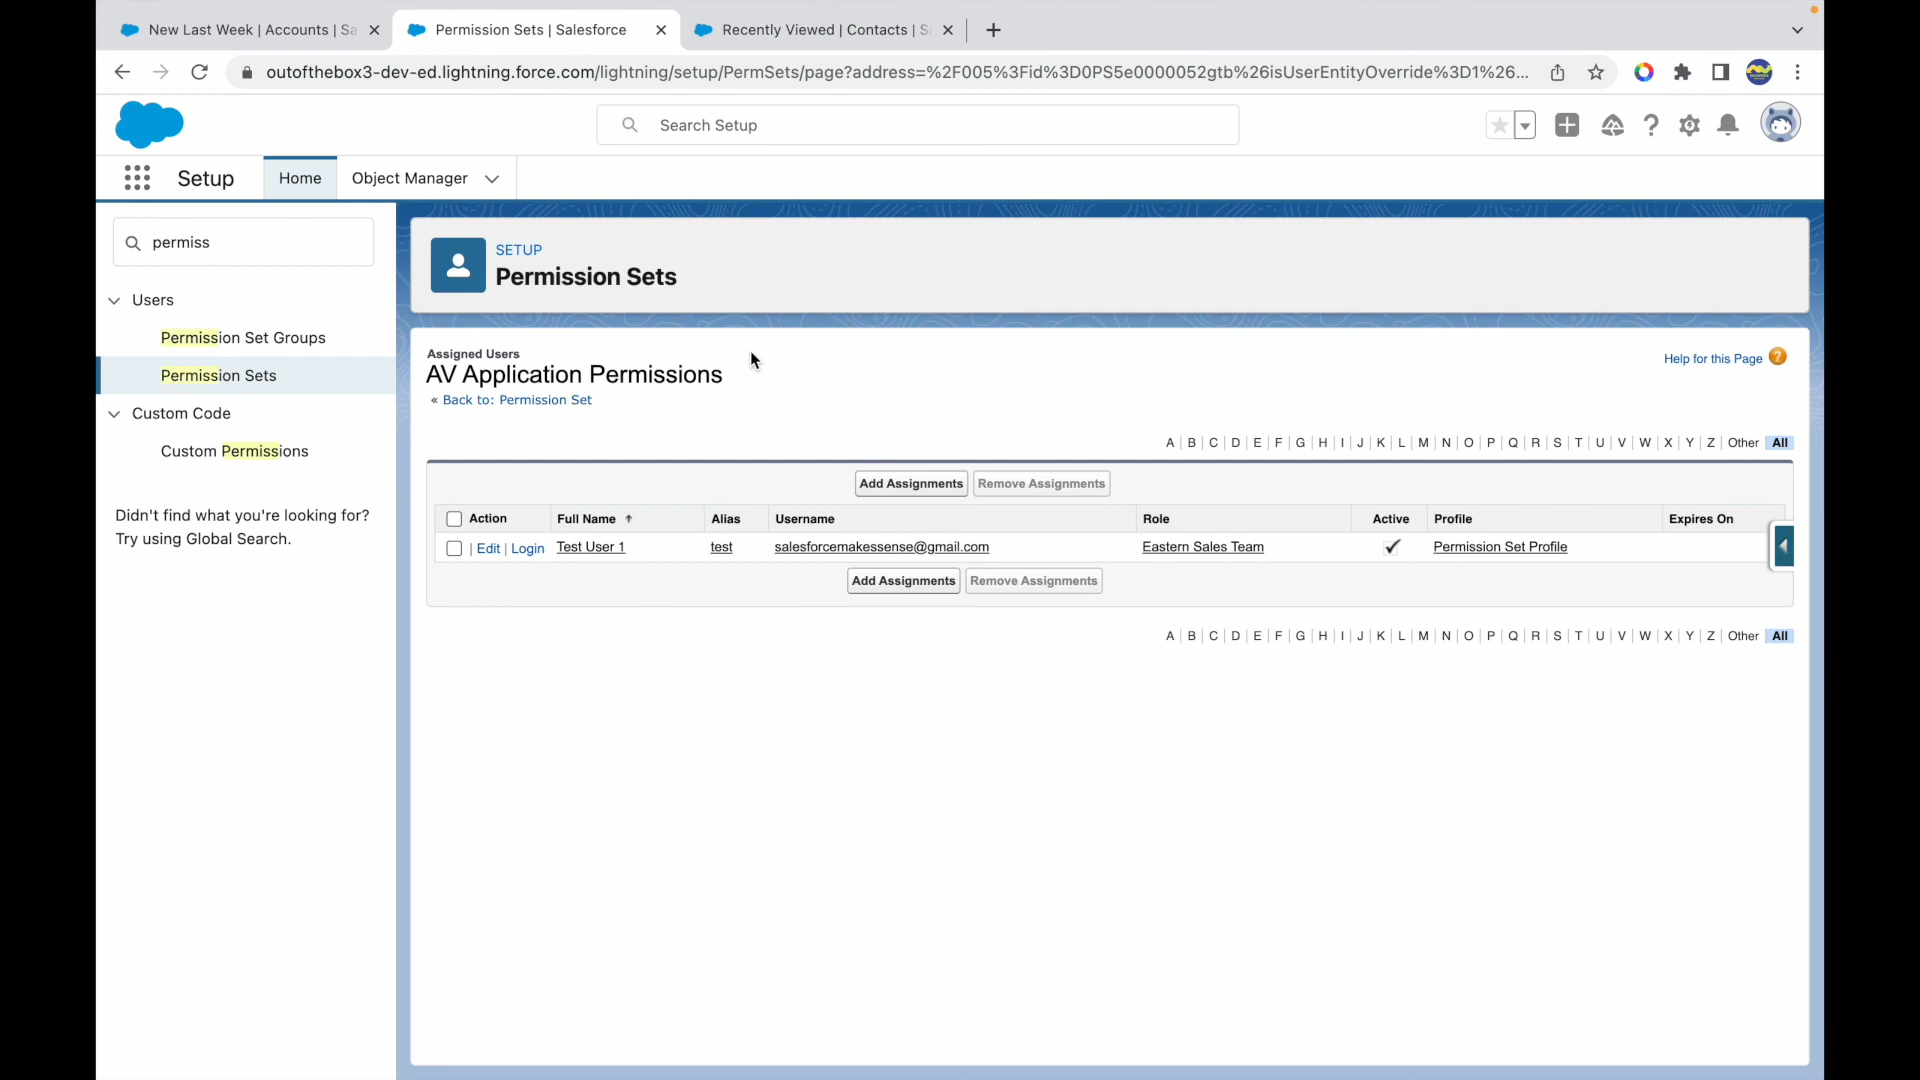 New Last Week | Accounts | Sa
Permission Sets | Salesforce
Recently Viewed | Contacts | S
outofthebox3-dev-ed.lightning.force.com/lightning/setup/PermSets/page?address=%2F005%3Fid%3D0PS5e0000052gtb%26isUserEntityOverride%3D1%26...
Search Setup
Setup
Home
Object Manager
permiss
Users
Permission Set Groups
Permission Sets
Custom Code
Custom Permissions
Didn't find what you're looking for?
Try using Global Search.
SETUP
Permission Sets
Assigned Users
AV Application Permissions
« Back to: Permission Set
Help for this Page ?
A | B | C | D | E | F | G | H | I | J | K | L | M | N | O | P | Q | R | S | T | U | V | W | X | Y | Z | Other All
Add Assignments Remove Assignments
Action Full Name ↑ Alias Username Role Active Profile Expires On
| Edit | Login Test User 1 test salesforcemakessense@gmail.com Eastern Sales Team ✓ Permission Set Profile
Add Assignments Remove Assignments
A | B | C | D | E | F | G | H | I | J | K | L | M | N | O | P | Q | R | S | T | U | V | W | X | Y | Z | Other All